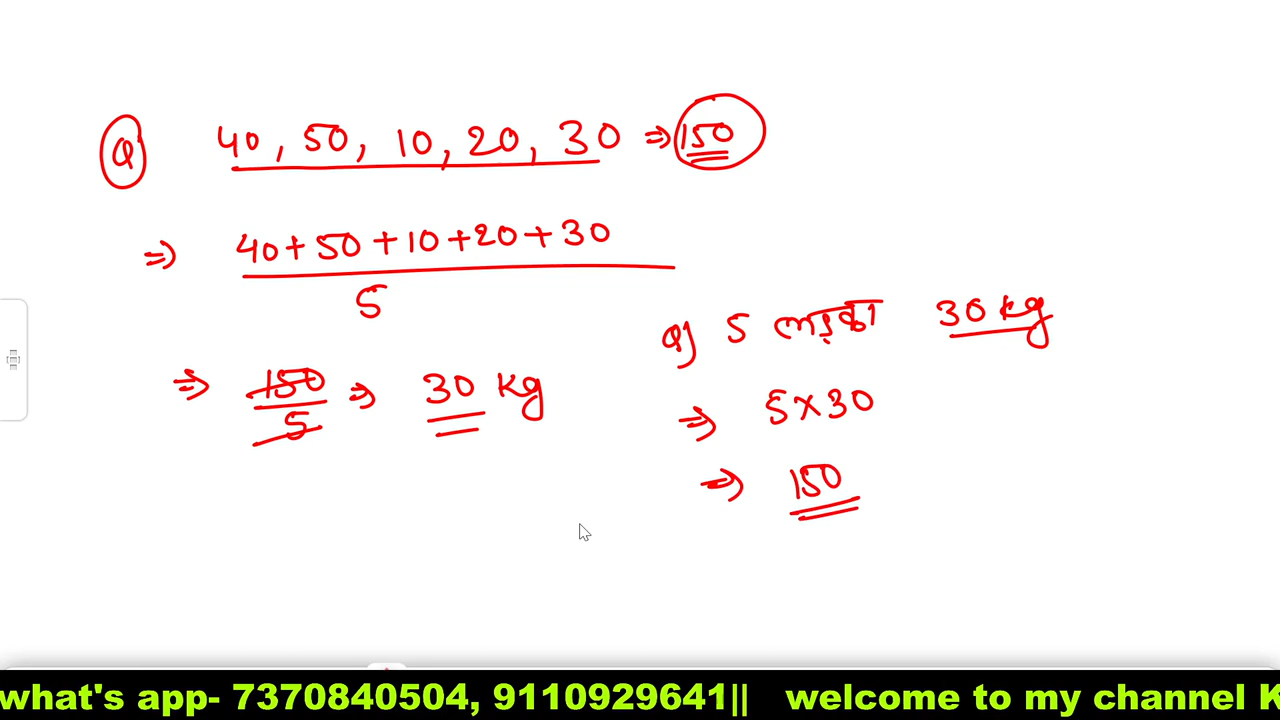 Q 40, 50, 10, 20, 30 ⇒ 150
⇒ 40+50+10+20+30
5
⇒ 150/5 ⇒ 30 kg
Q) 5 लड़का 30 kg
⇒ 5×30
⇒ 150
what's app- 7370840504, 9110929641|| welcome to my channel K